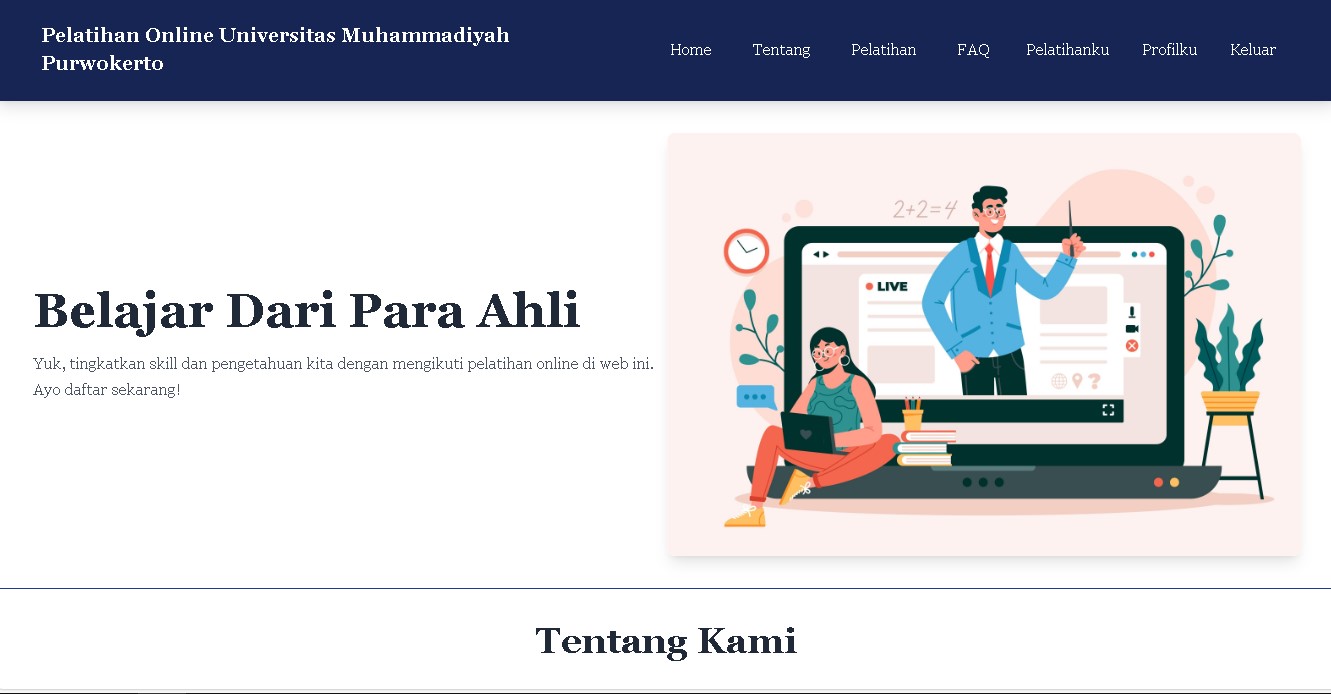 Pelatihan Online Universitas Muhammadiyah
Purwokerto
Home Tentang Pelatihan FAQ Pelatihanku Profilku Keluar
Belajar Dari Para Ahli
Yuk, tingkatkan skill dan pengetahuan kita dengan mengikuti pelatihan online di web ini.
Ayo daftar sekarang!
2+2=4
LIVE
?
Tentang Kami